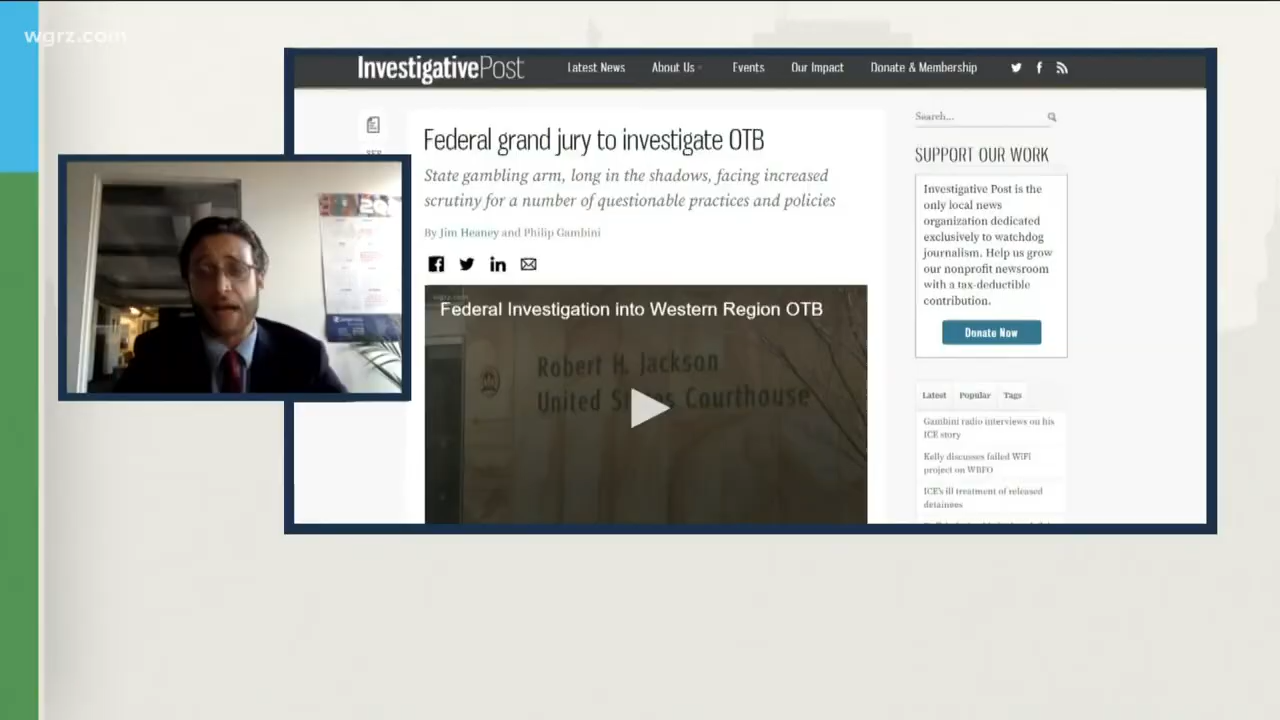 wgrz.com
InvestigativePost
Latest News
About Us
Events
Our Impact
Donate & Membership
Federal grand jury to investigate OTB
State gambling arm, long in the shadows, facing increased
scrutiny for a number of questionable practices and policies
By Jim Heaney and Philip Gambini
Federal Investigation into Western Region OTB
Robert H. Jackson
United States Courthouse
Search...
SUPPORT OUR WORK
Investigative Post is the
only local news
organization dedicated
exclusively to watchdog
journalism. Help us grow
our nonprofit newsroom
with a tax-deductible
contribution.
Donate Now
Latest
Popular
Tags
Gambini radio interviews on his
ICE story
Kelly discusses failed WiFi
project on WBFO
ICE's ill treatment of released
detainees